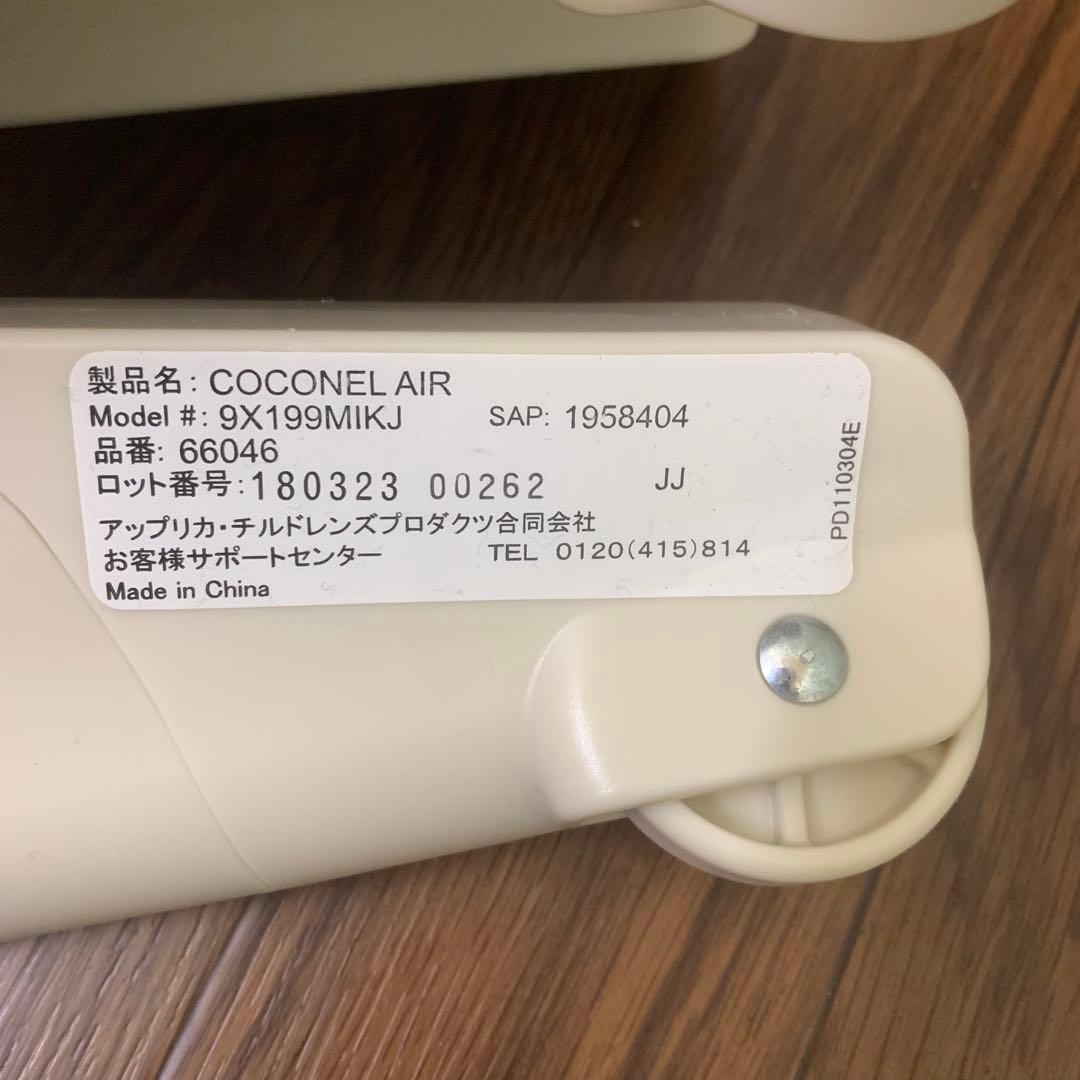 製品名: COCONEL AIR
Model #: 9X199MIKJ SAP: 1958404
品番: 66046
ロット番号:180323 00262 JJ
アップリカ・チルドレンズプロダクツ合同会社
お客様サポートセンター TEL 0120(415)814
Made in China
PD110304E